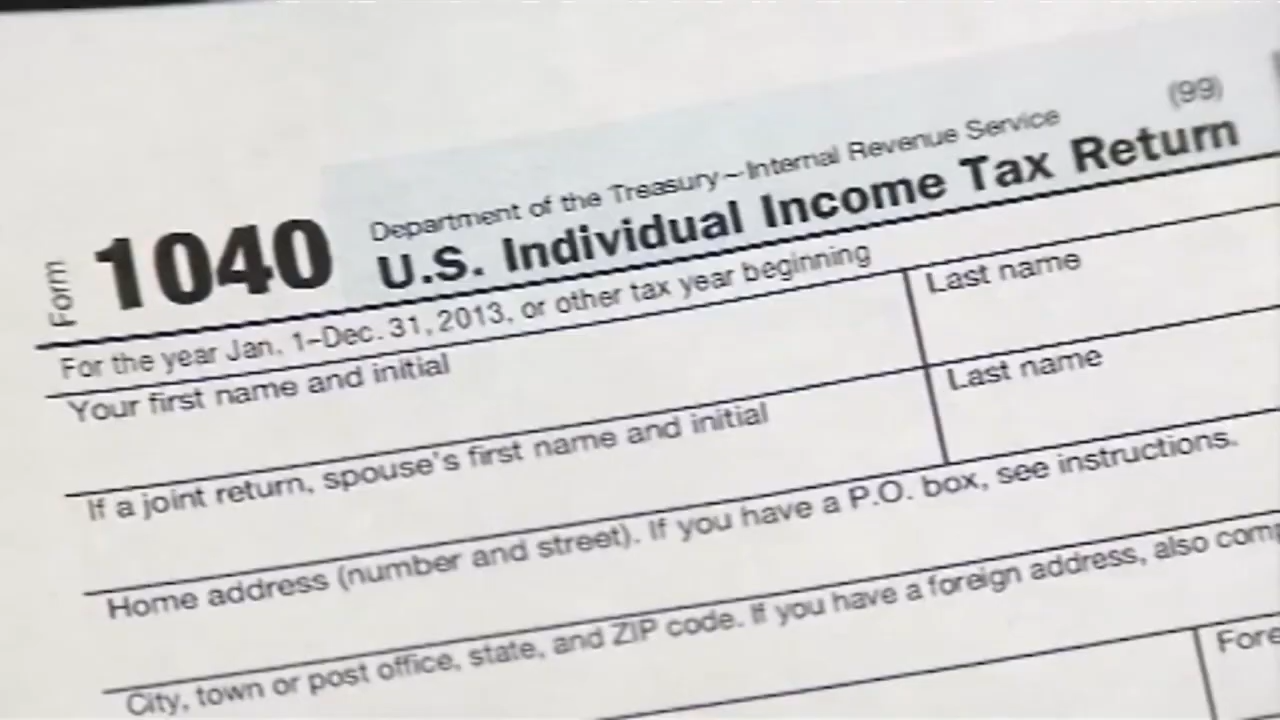 Form 1040
Department of the Treasury—Internal Revenue Service (99)
U.S. Individual Income Tax Return
For the year Jan. 1–Dec. 31, 2013, or other tax year beginning
Your first name and initial
Last name
If a joint return, spouse's first name and initial
Last name
Home address (number and street). If you have a P.O. box, see instructions.
City, town or post office, state, and ZIP code. If you have a foreign address, also